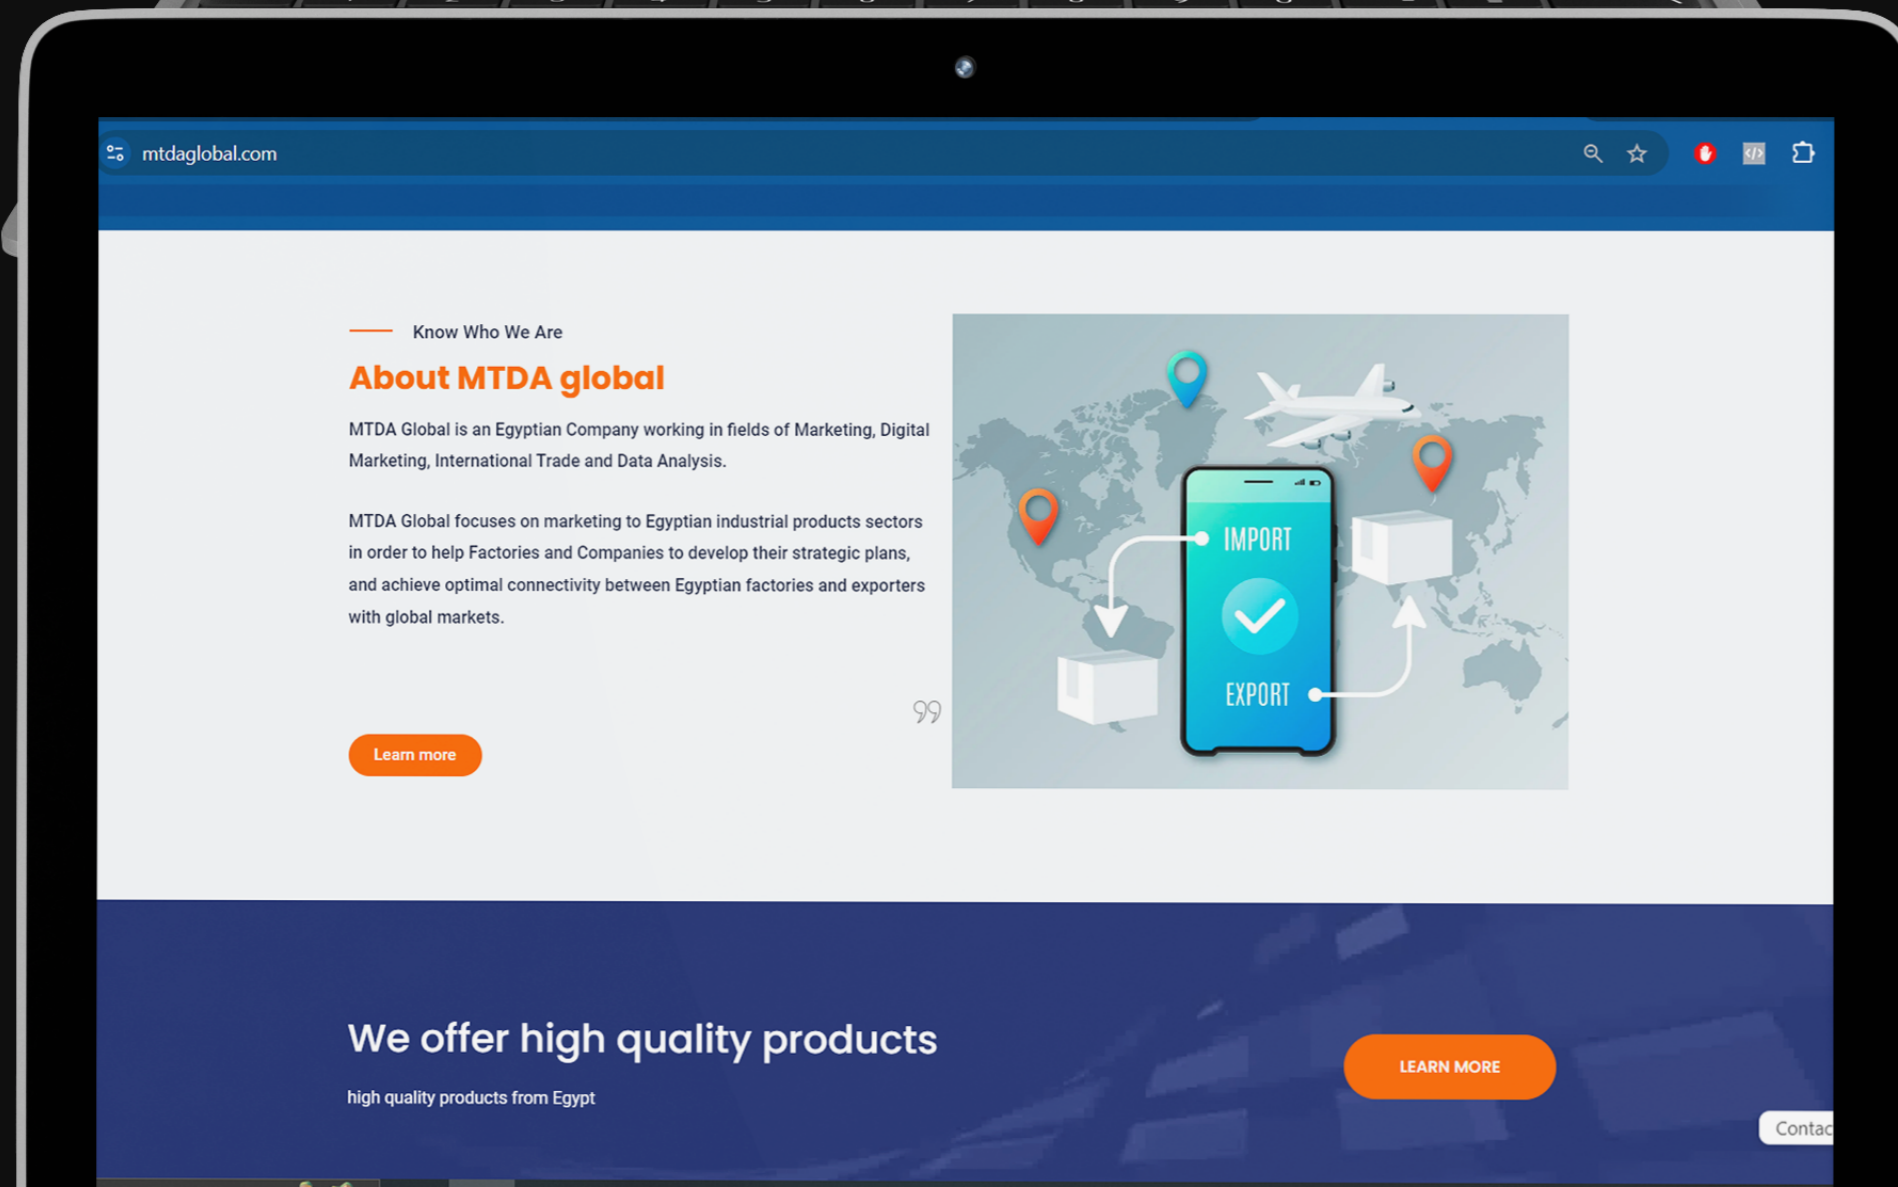 mtdaglobal.com
Know Who We Are
About MTDA global
MTDA Global is an Egyptian Company working in fields of Marketing, Digital
Marketing, International Trade and Data Analysis.
MTDA Global focuses on marketing to Egyptian industrial products sectors
in order to help Factories and Companies to develop their strategic plans,
and achieve optimal connectivity between Egyptian factories and exporters
with global markets.
Learn more
IMPORT
EXPORT
We offer high quality products
high quality products from Egypt
LEARN MORE
Contac